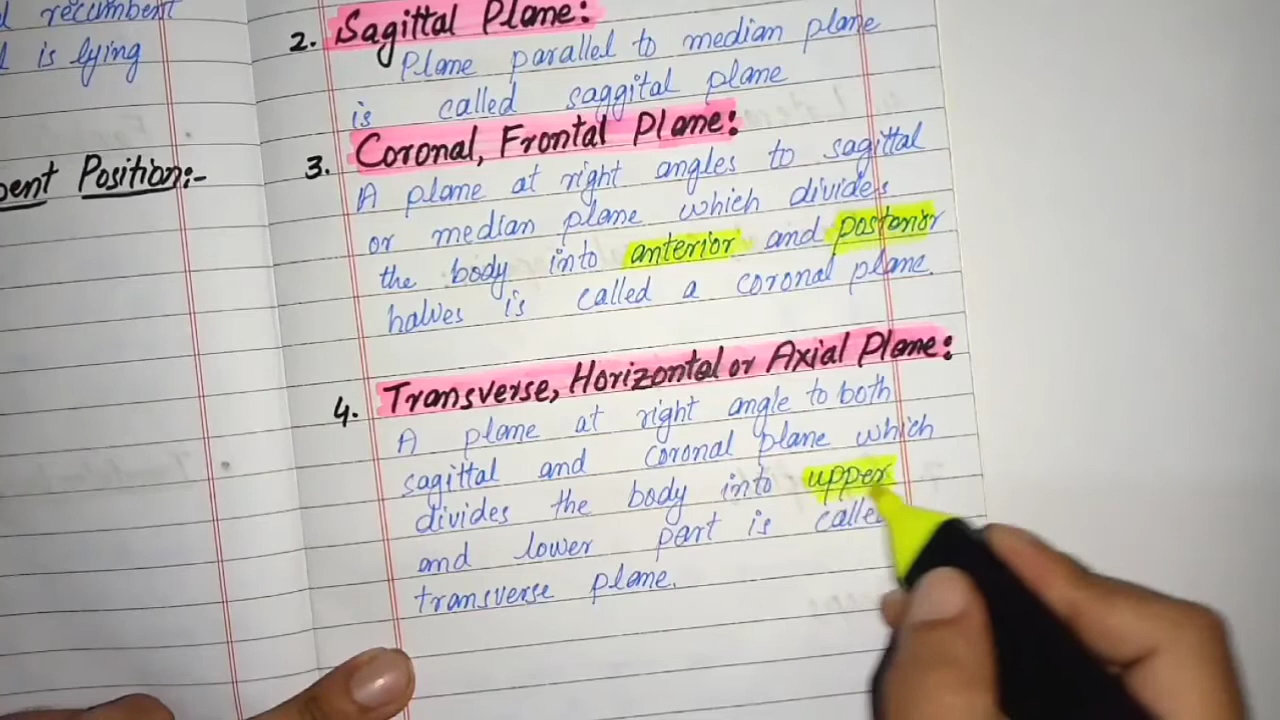 recumbent
is lying
Position:-
2. Sagittal Plane:
Plane parallel to median plane
is called saggital plane
3. Coronal, Frontal Plane:
A plane at right angles to sagittal
or median plane which divides
the body into anterior and posterior
halves is called a coronal plane.
4. Transverse, Horizontal or Axial Plane:
A plane at right angle to both
sagittal and coronal plane which
divides the body into upper
and lower part is called
transverse plane.